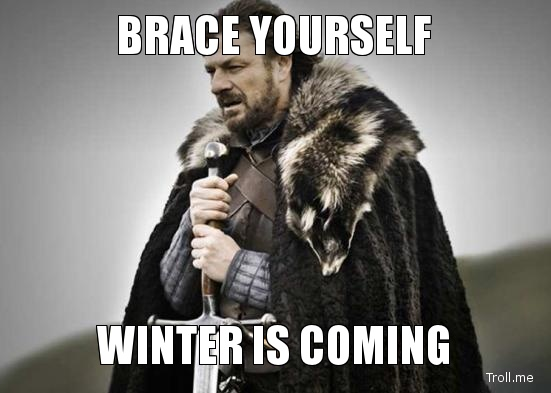 BRACE YOURSELF
WINTER IS COMING
Troll.me